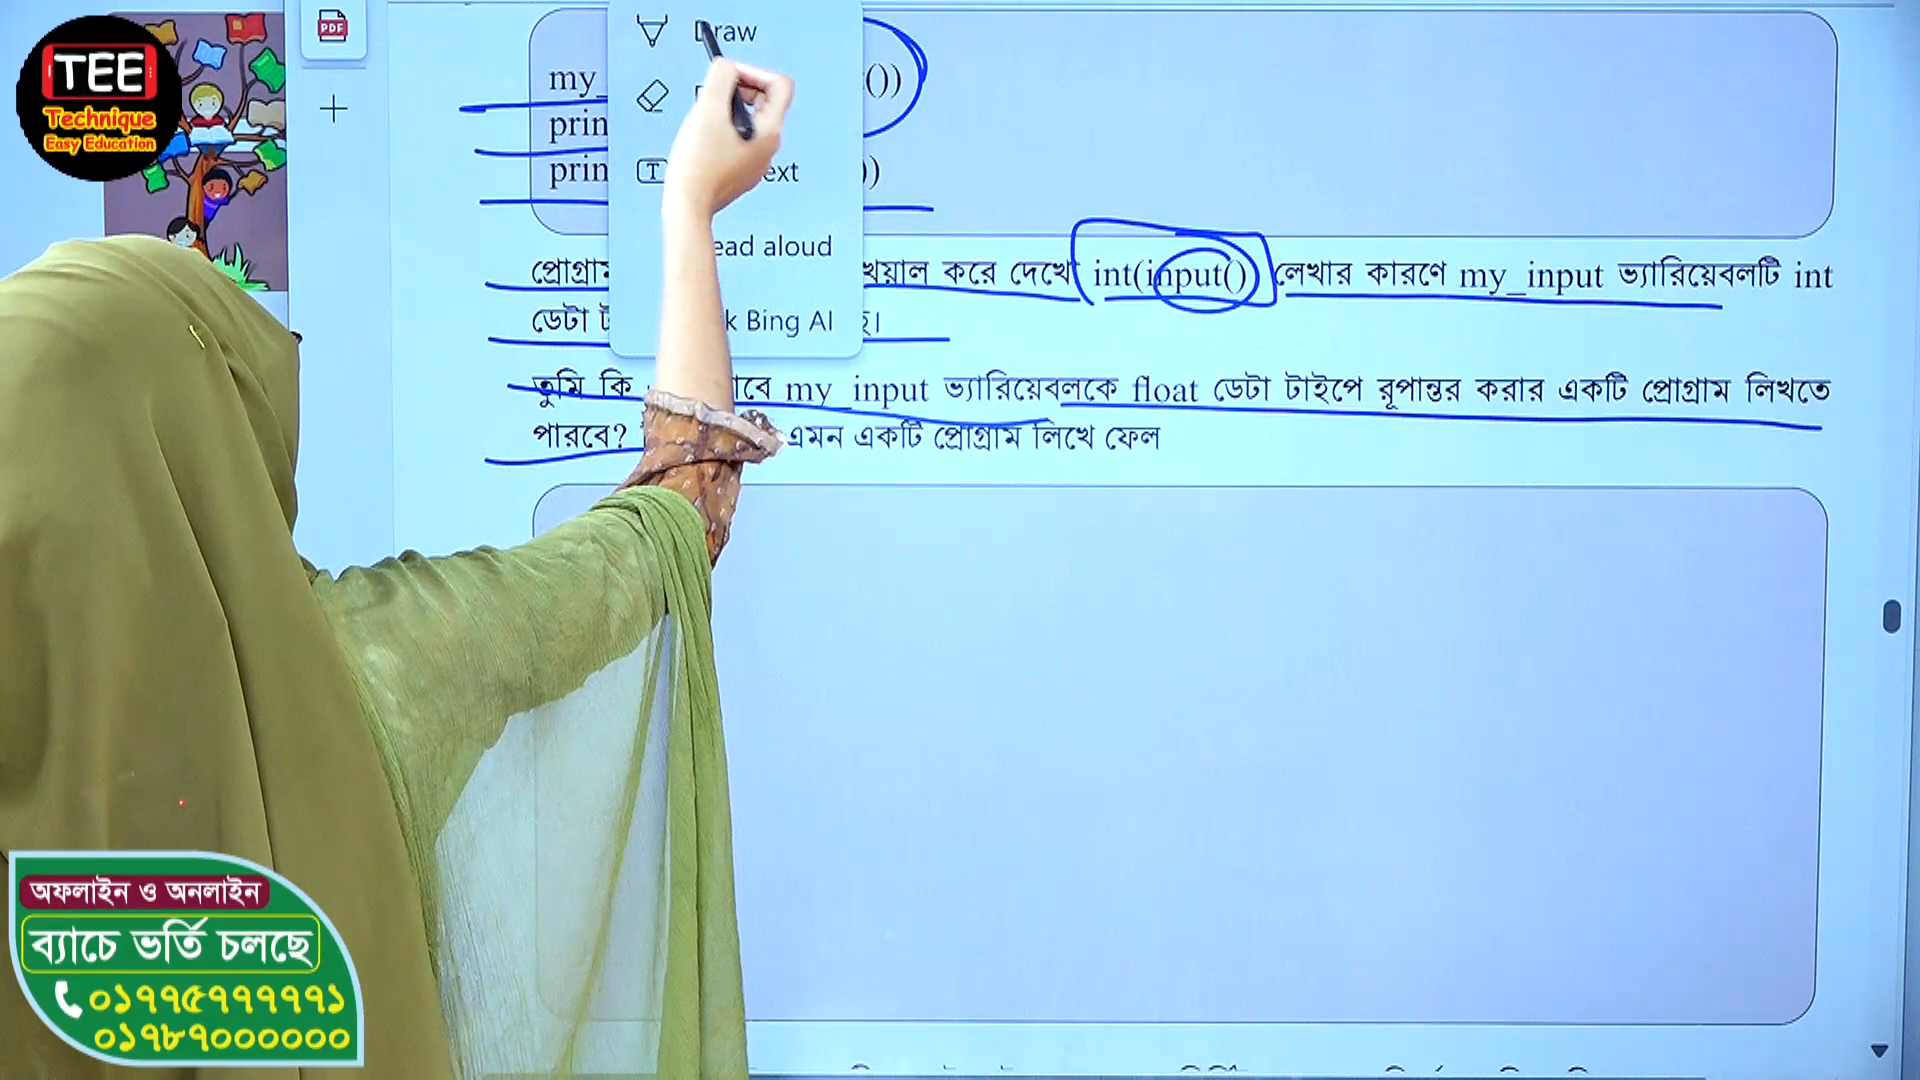 TEE
Technique
Easy Education
PDF
Draw
my_ ())
prin
prin ))
ext
ead aloud
k Bing AI
প্রোগ্রাম খেয়াল করে দেখো int(input() লেখার কারণে my_input ভ্যারিয়েবলটি int
ডেটা
তুমি কি my_input ভ্যারিয়েবলকে float ডেটা টাইপে রূপান্তর করার একটি প্রোগ্রাম লিখতে
পারবে? এমন একটি প্রোগ্রাম লিখে ফেল
অফলাইন ও অনলাইন
ব্যাচে ভর্তি চলছে
০১৭৭৫৭৭৭৭৭১
০১৭৮৭০০০০০০